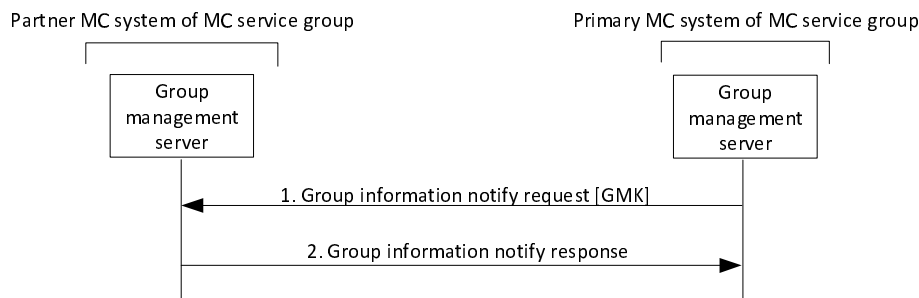 Partner MC system of MC service group
Primary MC system of MC service group
Group
management
server
Group
management
server
1. Group information notify request [GMK]
2. Group information notify response